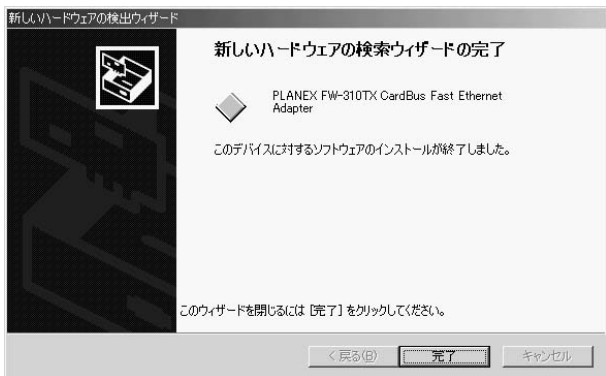 新しいハードウェアの検出ウィザード
新しいハードウェアの検索ウィザードの完了
PLANEX FW-310TX CardBus Fast Ethernet
Adapter
このデバイスに対するソフトウェアのインストールが終了しました。
このウィザードを閉じるには [完了] をクリックしてください。
< 戻る(B)
完了
キャンセル